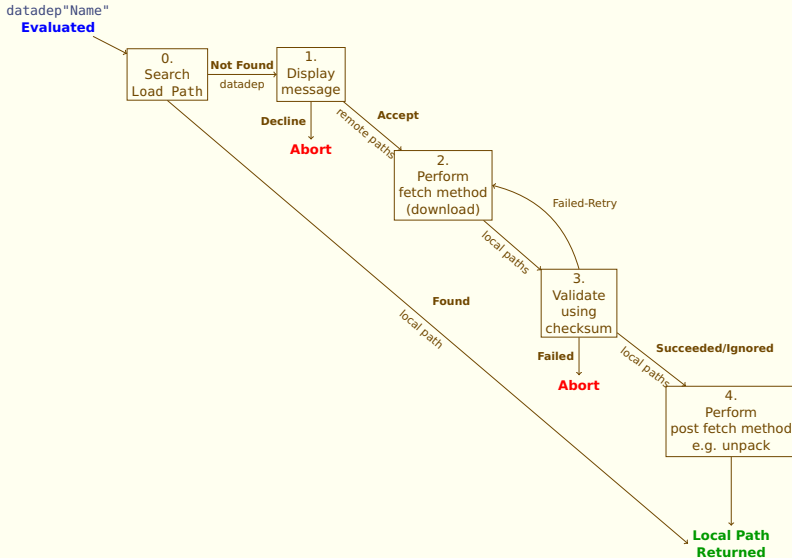 datadep"Name"
Evaluated
0.
Search
Load Path
Not Found
datadep
1.
Display
message
Decline
Abort
Accept
remote paths
2.
Perform
fetch method
(download)
Failed-Retry
local paths
3.
Validate
using
checksum
Found
local path
Failed
Abort
Succeeded/Ignored
local paths
4.
Perform
post fetch method
e.g. unpack
Local Path
Returned